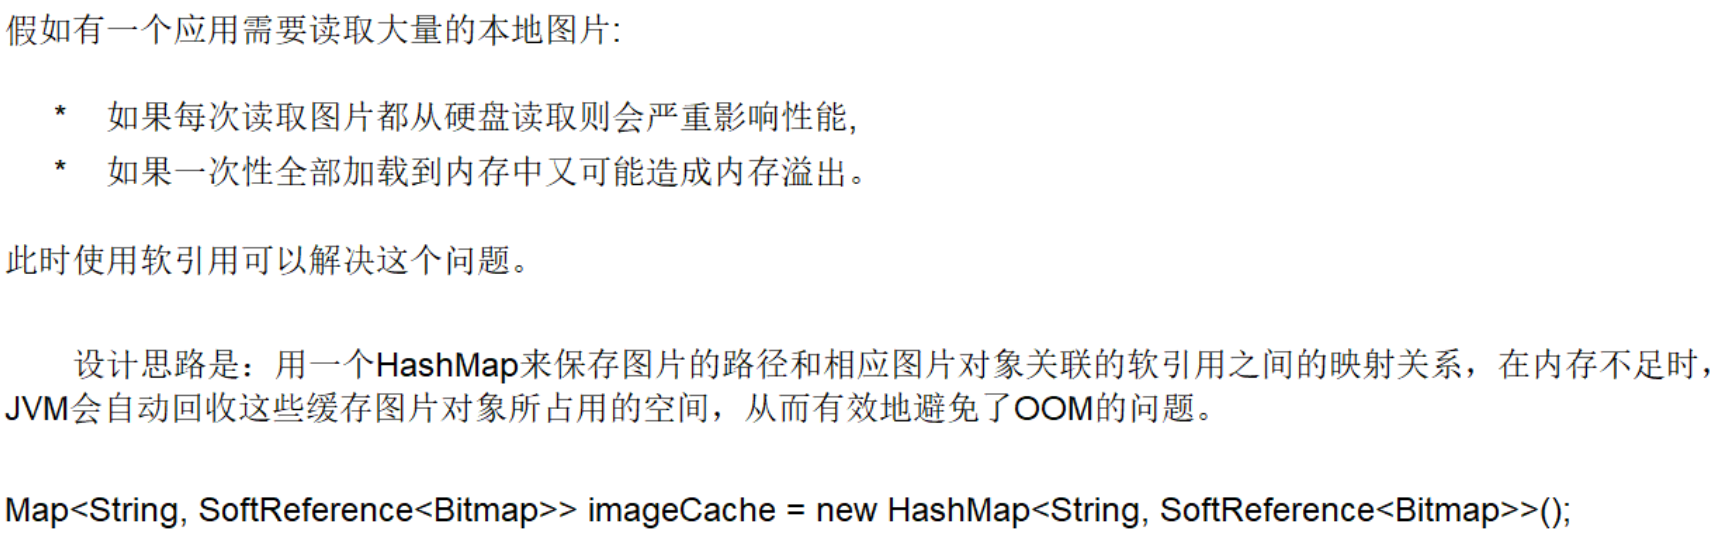 假如有一个应用需要读取大量的本地图片:
* 如果每次读取图片都从硬盘读取则会严重影响性能,
* 如果一次性全部加载到内存中又可能造成内存溢出。
此时使用软引用可以解决这个问题。
设计思路是：用一个HashMap来保存图片的路径和相应图片对象关联的软引用之间的映射关系，在内存不足时，
JVM会自动回收这些缓存图片对象所占用的空间，从而有效地避免了OOM的问题。
Map<String, SoftReference<Bitmap>> imageCache = new HashMap<String, SoftReference<Bitmap>>();